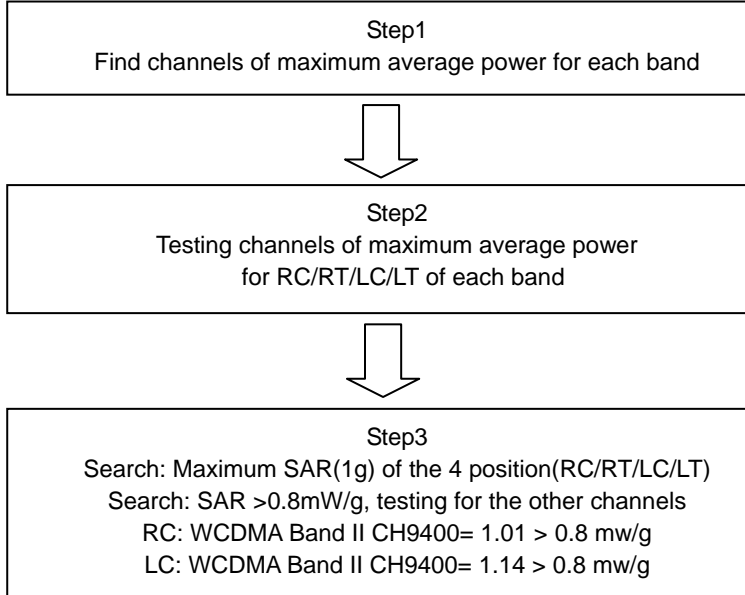 Step1
Find channels of maximum average power for each band
Step2
Testing channels of maximum average power
for RC/RT/LC/LT of each band
Step3
Search: Maximum SAR(1g) of the 4 position(RC/RT/LC/LT)
Search: SAR >0.8mW/g, testing for the other channels
RC: WCDMA Band II CH9400= 1.01 > 0.8 mw/g
LC: WCDMA Band II CH9400= 1.14 > 0.8 mw/g